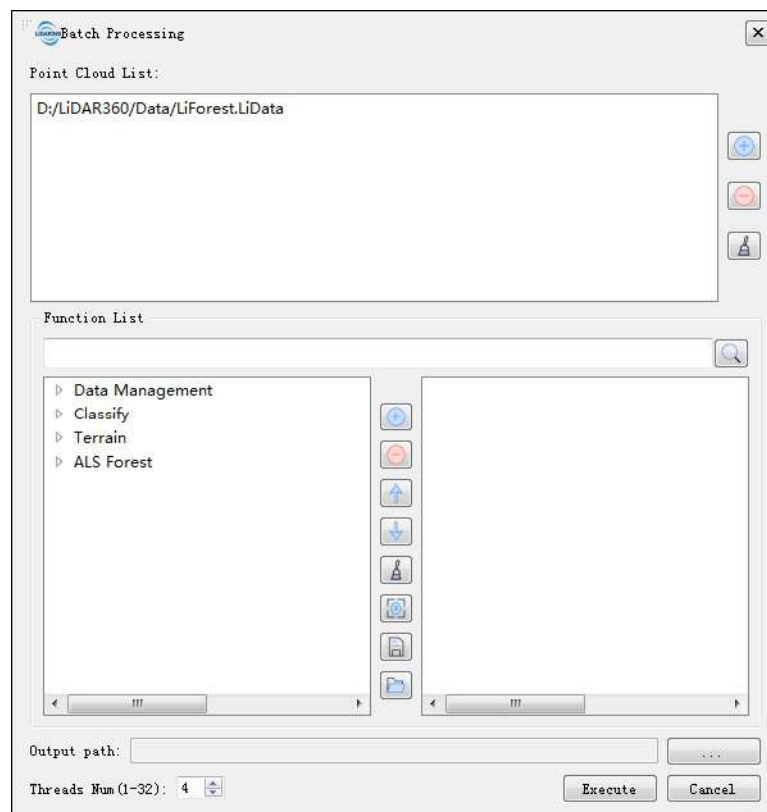 Batch Processing
Point Cloud List:
D:/LiDAR360/Data/LiForest.LiData
Function List
Data Management
Classify
Terrain
ALS Forest
Output path:
...
Threads Num(1-32): 4
Execute
Cancel